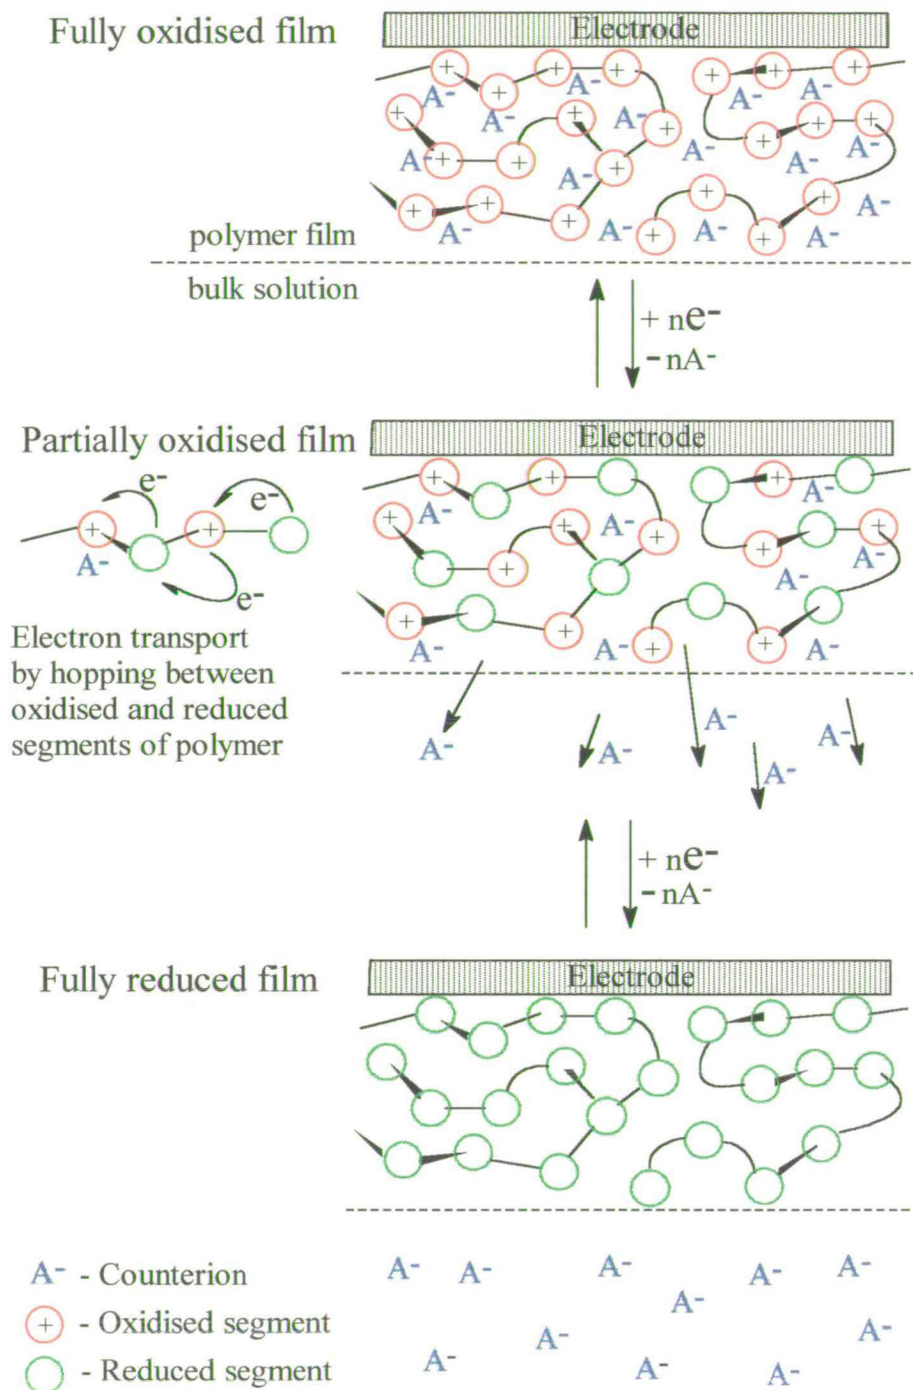 Fully oxidised film
Electrode
+ + + +
+ + +
A- A- A- A- A-
+ + + + +
A- A- A- A-
+ + + +
A- A- A- A-
+ + +
A- A-
+ + + +
A- A- A- A-
+ +
polymer film
bulk solution
+ ne-
- nA-
Partially oxidised film
Electrode
e- e-
+ +
A-
e-
Electron transport
by hopping between
oxidised and reduced
segments of polymer
+ + +
A- A-
+ + + + +
A- A- A-
+ + + +
A- A- A-
A- A- A-
A- A-
+ ne-
- nA-
Fully reduced film
Electrode
A- - Counterion
+ - Oxidised segment
- Reduced segment
A- A- A- A- A-
A- A- A-
A- A- A-